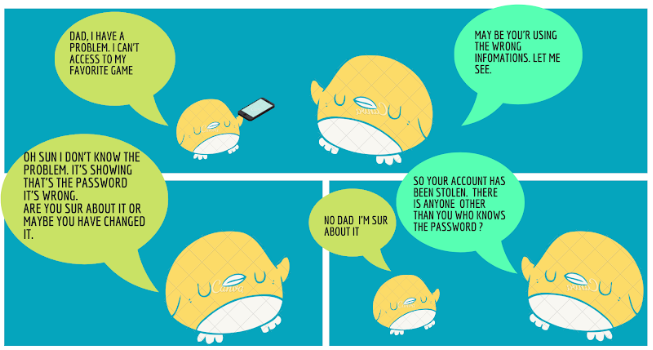 DAD, I HAVE A
PROBLEM. I CAN'T
ACCESS TO MY
FAVORITE GAME
MAY BE YOU'R USING
THE WRONG
INFOMATIONS. LET ME
SEE.
OH SUN I DON'T KNOW THE
PROBLEM. IT'S SHOWING
THAT'S THE PASSWORD
IT'S WRONG.
ARE YOU SUR ABOUT IT OR
MAYBE YOU HAVE CHANGED
IT.
NO DAD I'M SUR
ABOUT IT
SO YOUR ACCOUNT HAS
BEEN STOLEN. THERE
IS ANYONE OTHER
THAN YOU WHO KNOWS
THE PASSWORD ?